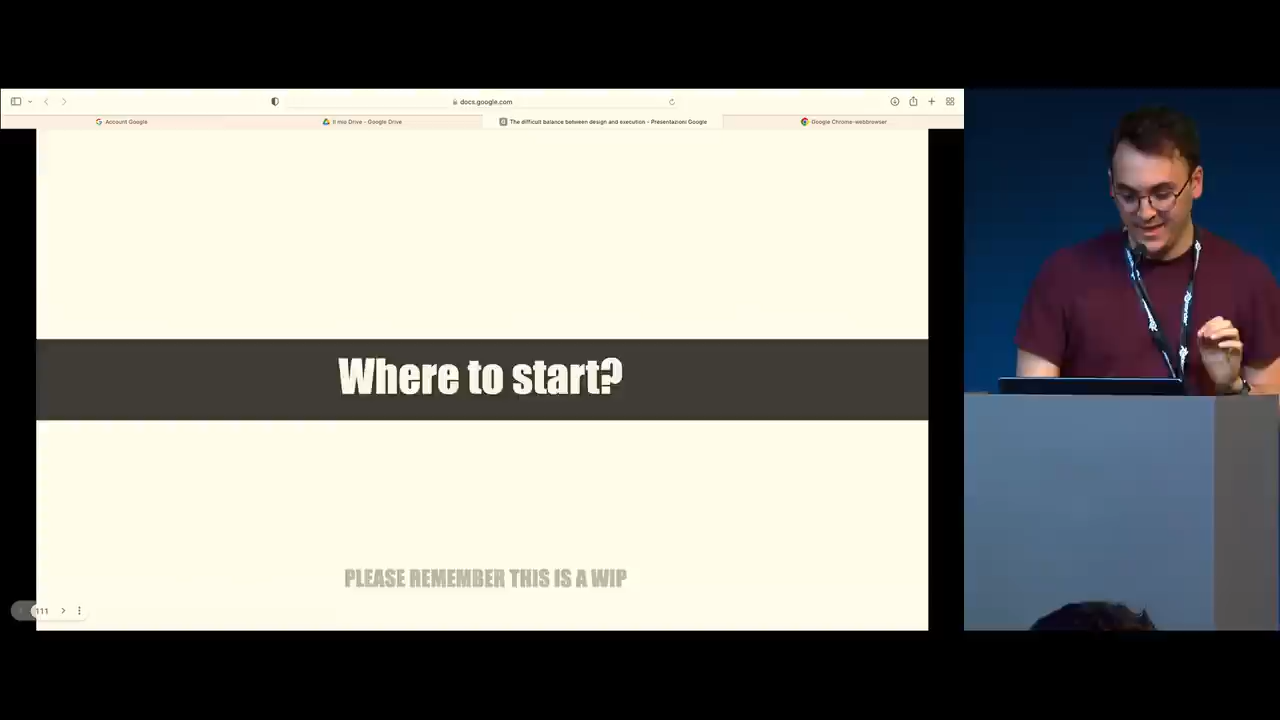 docs.google.com
Account Google
Il mio Drive - Google Drive
The difficult balance between design and execution - Presentazioni Google
Google Chrome-webbrowser
Where to start?
PLEASE REMEMBER THIS IS A WIP
111